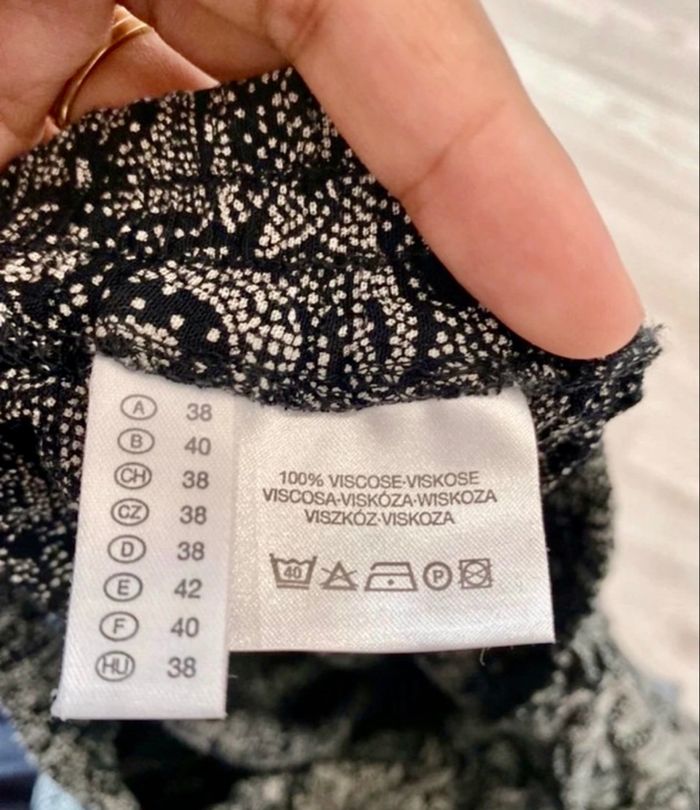 A 38
B 40
CH 38
CZ 38
D 38
E 42
F 40
HU 38
100% VISCOSE·VISKOSE
VISCOSA·VISKÓZA·WISKOZA
VISZKÓZ·VISKOZA
40 P